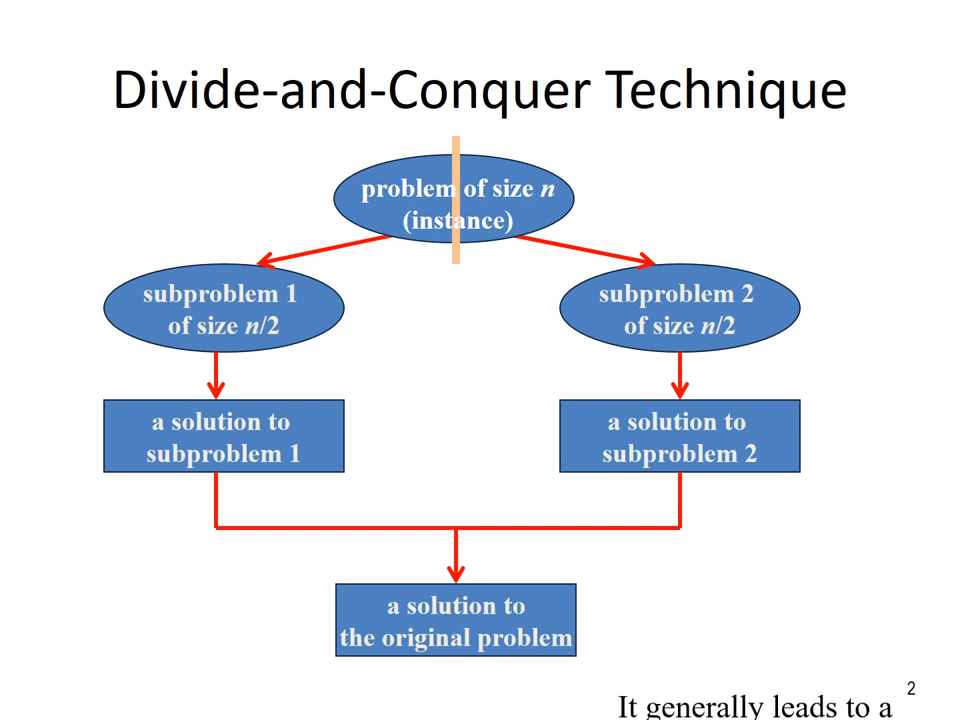 Divide-and-Conquer Technique
problem of size n
(instance)
subproblem 1
of size n/2
subproblem 2
of size n/2
a solution to
subproblem 1
a solution to
subproblem 2
a solution to
the original problem
It generally leads to a
2